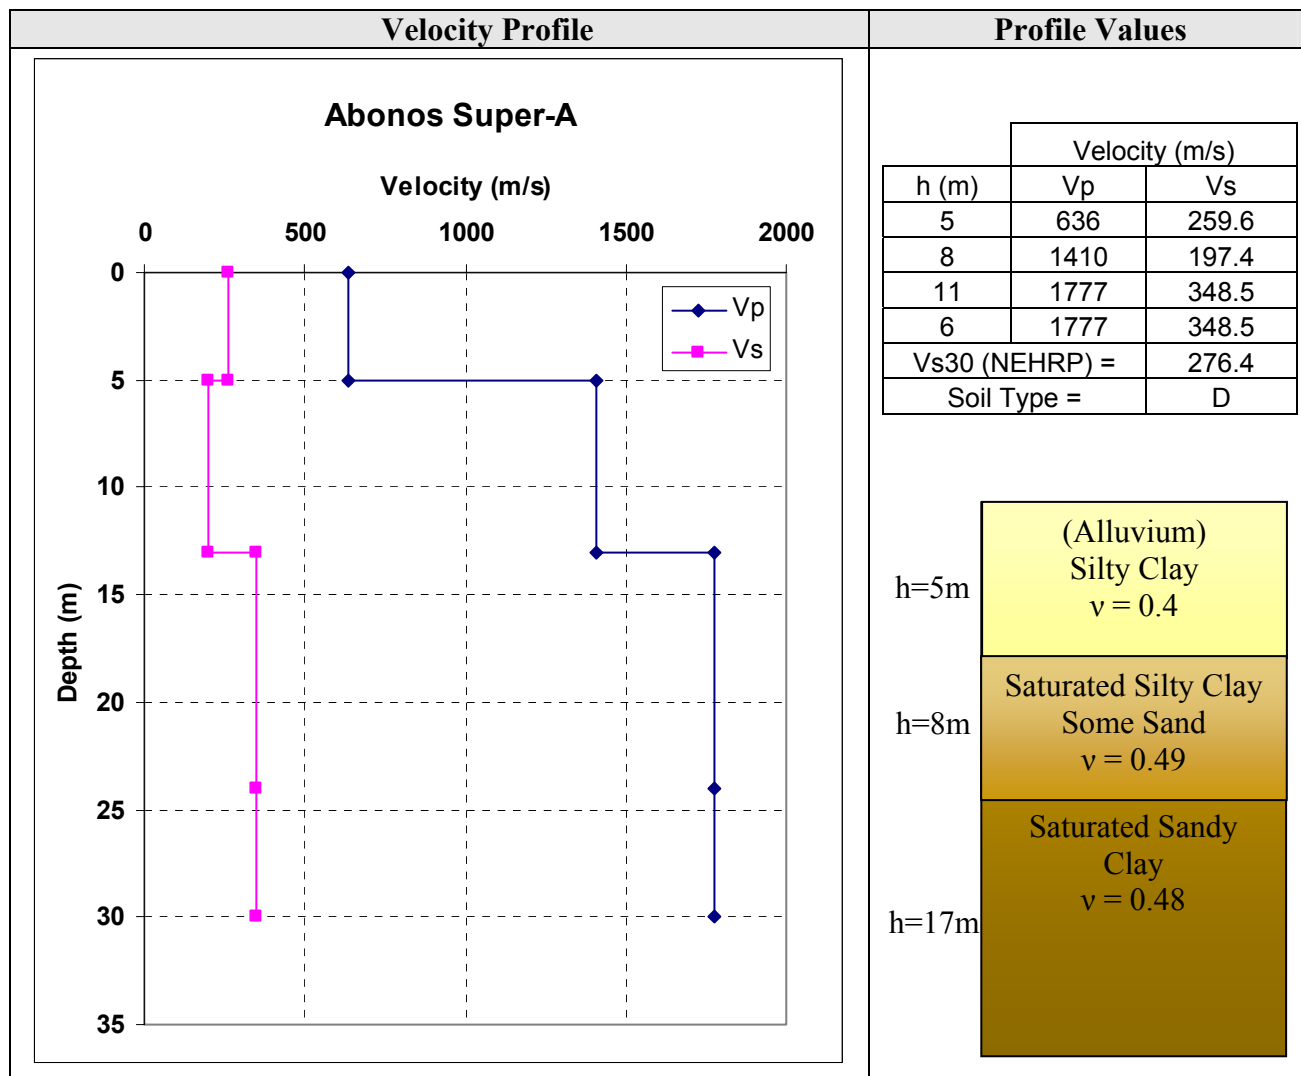 Velocity Profile
Profile Values
Abonos Super-A
Velocity (m/s)
0 500 1000 1500 2000
0
5
10
15
20
25
30
35
Depth (m)
Vp
Vs
Velocity (m/s)
h (m) Vp Vs
5 636 259.6
8 1410 197.4
11 1777 348.5
6 1777 348.5
Vs30 (NEHRP) = 276.4
Soil Type = D
h=5m
(Alluvium)
Silty Clay
ν = 0.4
h=8m
Saturated Silty Clay
Some Sand
ν = 0.49
h=17m
Saturated Sandy
Clay
ν = 0.48